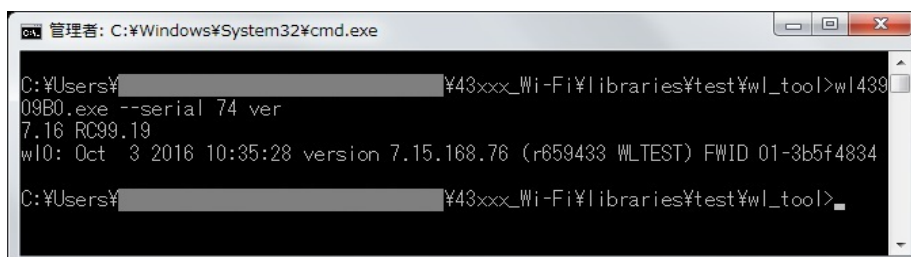 管理者: C:¥Windows¥System32¥cmd.exe
C:¥Users¥ ¥43xxx_Wi-Fi¥libraries¥test¥wl_tool>wl439
09B0.exe --serial 74 ver
7.16 RC99.19
wl0: Oct  3 2016 10:35:28 version 7.15.168.76 (r659433 WLTEST) FWID 01-3b5f4834
C:¥Users¥ ¥43xxx_Wi-Fi¥libraries¥test¥wl_tool>